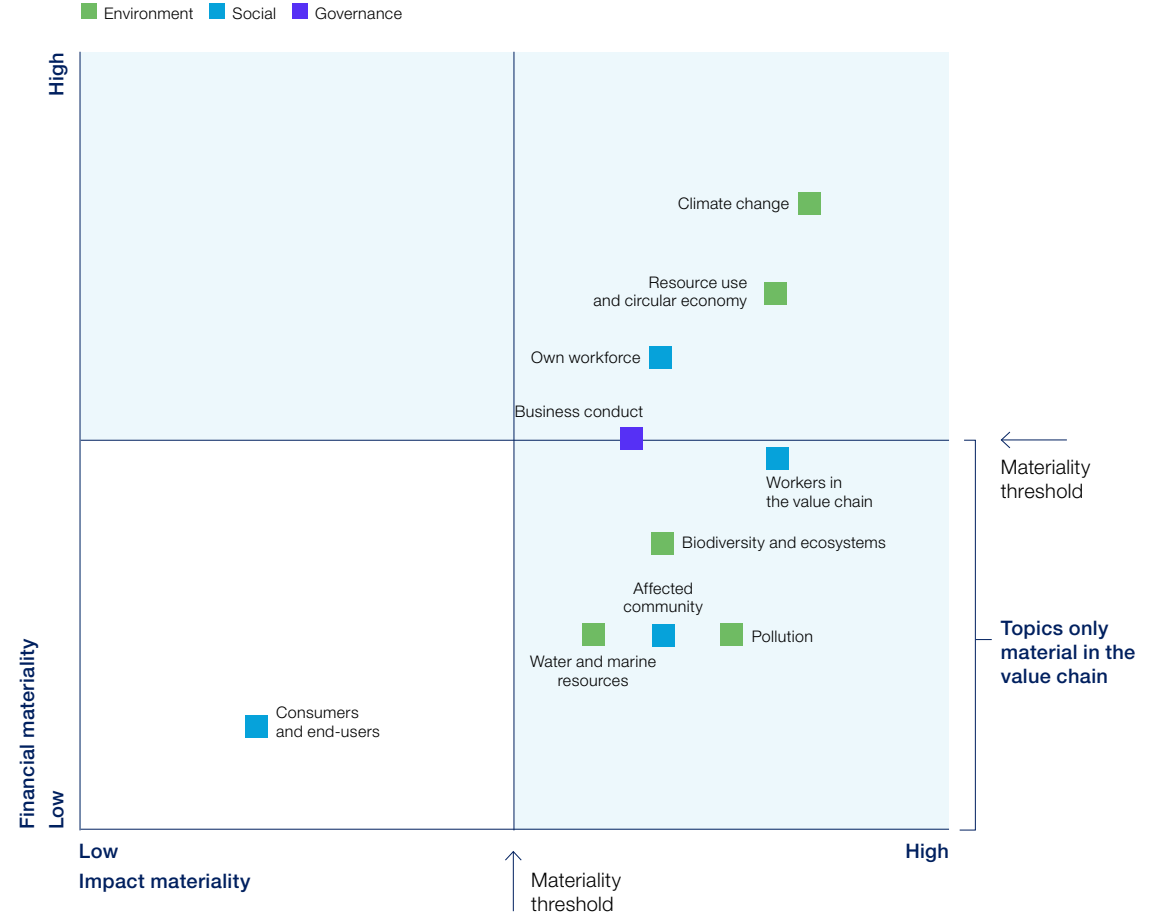 Environment
Social
Governance
High
Climate change
Resource use
and circular economy
Own workforce
Business conduct
Materiality
threshold
Workers in
the value chain
Biodiversity and ecosystems
Affected
community
Pollution
Water and marine
resources
Topics only
material in the
value chain
Consumers
and end-users
Financial materiality
Low
Low
High
Impact materiality
Materiality
threshold